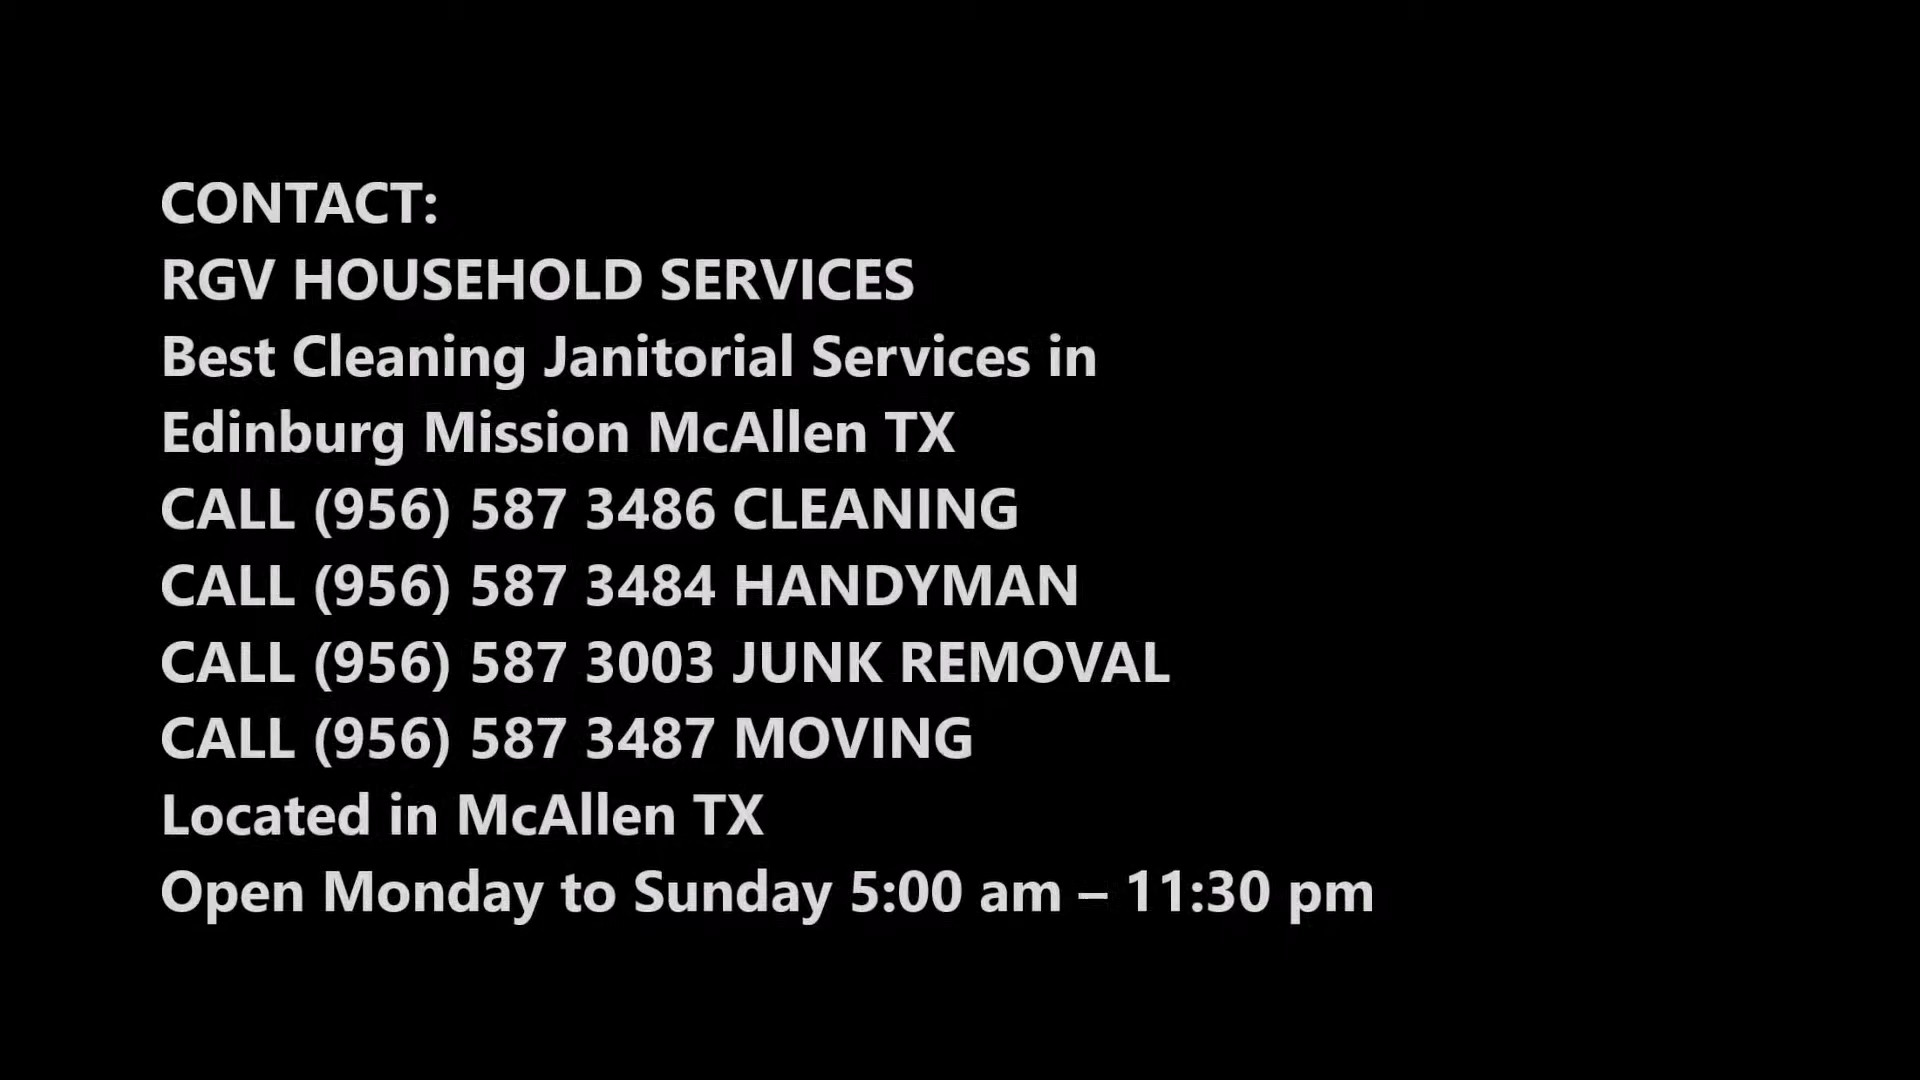 CONTACT:
RGV HOUSEHOLD SERVICES
Best Cleaning Janitorial Services in
Edinburg Mission McAllen TX
CALL (956) 587 3486 CLEANING
CALL (956) 587 3484 HANDYMAN
CALL (956) 587 3003 JUNK REMOVAL
CALL (956) 587 3487 MOVING
Located in McAllen TX
Open Monday to Sunday 5:00 am – 11:30 pm